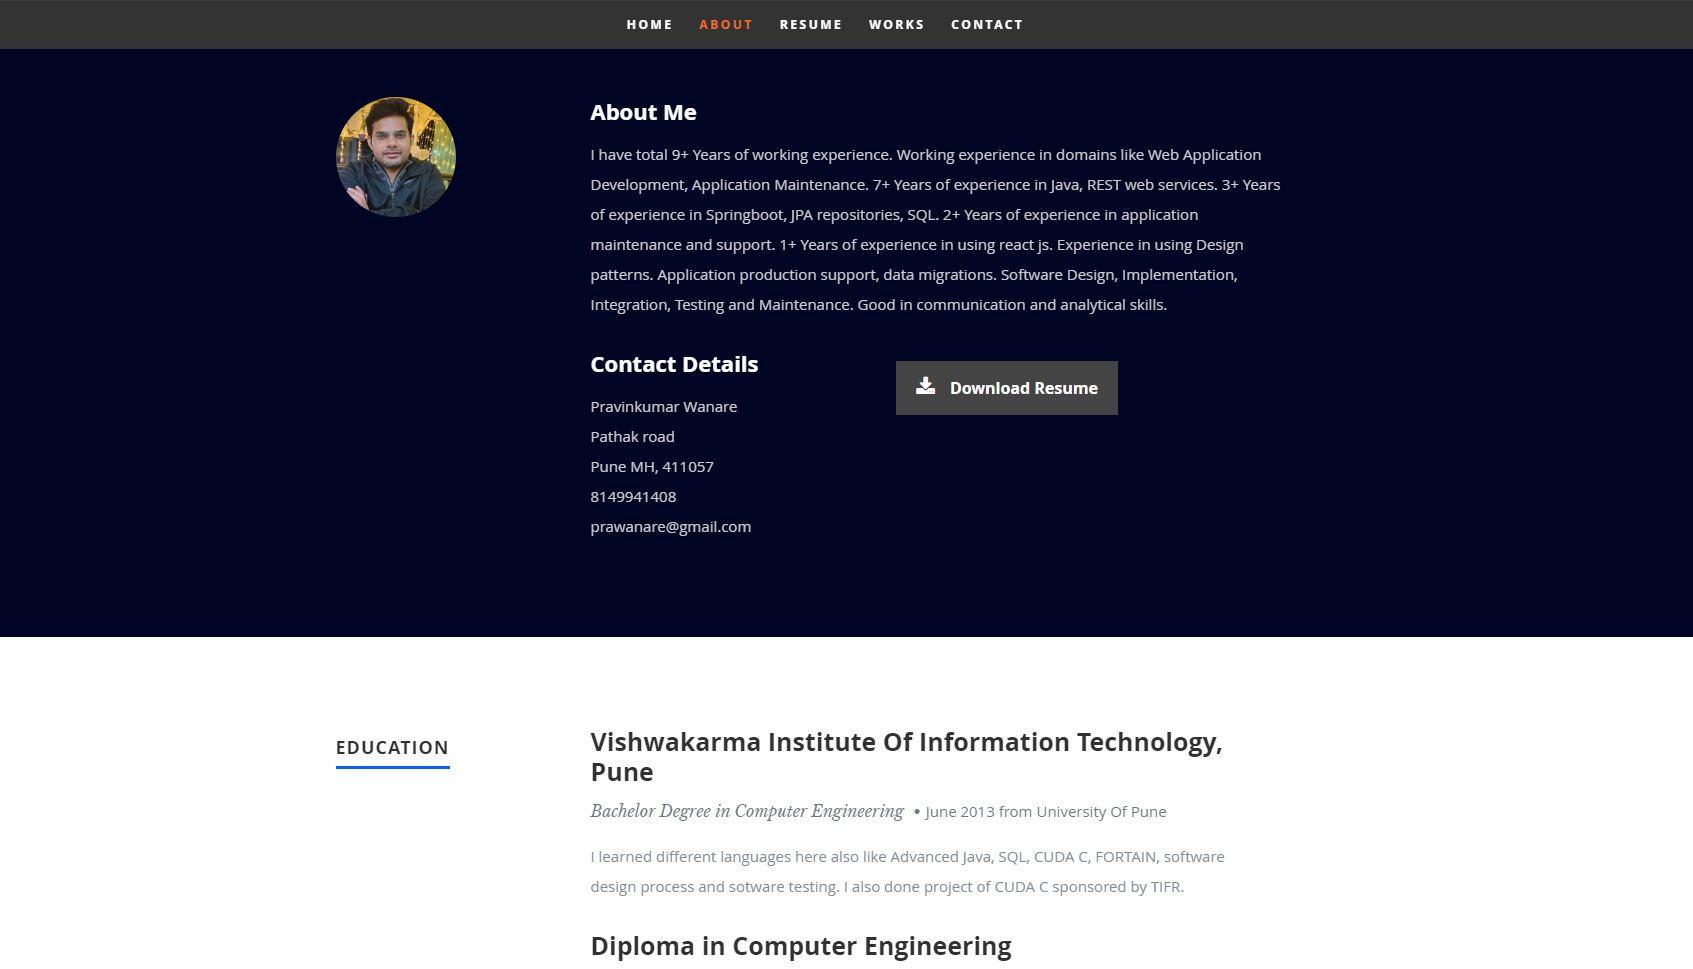 HOME ABOUT RESUME WORKS CONTACT
About Me
I have total 9+ Years of working experience. Working experience in domains like Web Application
Development, Application Maintenance. 7+ Years of experience in Java, REST web services. 3+ Years
of experience in Springboot, JPA repositories, SQL. 2+ Years of experience in application
maintenance and support. 1+ Years of experience in using react js. Experience in using Design
patterns. Application production support, data migrations. Software Design, Implementation,
Integration, Testing and Maintenance. Good in communication and analytical skills.
Contact Details
Download Resume
Pravinkumar Wanare
Pathak road
Pune MH, 411057
8149941408
prawanare@gmail.com
EDUCATION
Vishwakarma Institute Of Information Technology,
Pune
Bachelor Degree in Computer Engineering • June 2013 from University Of Pune
I learned different languages here also like Advanced Java, SQL, CUDA C, FORTAIN, software
design process and sotware testing. I also done project of CUDA C sponsored by TIFR.
Diploma in Computer Engineering